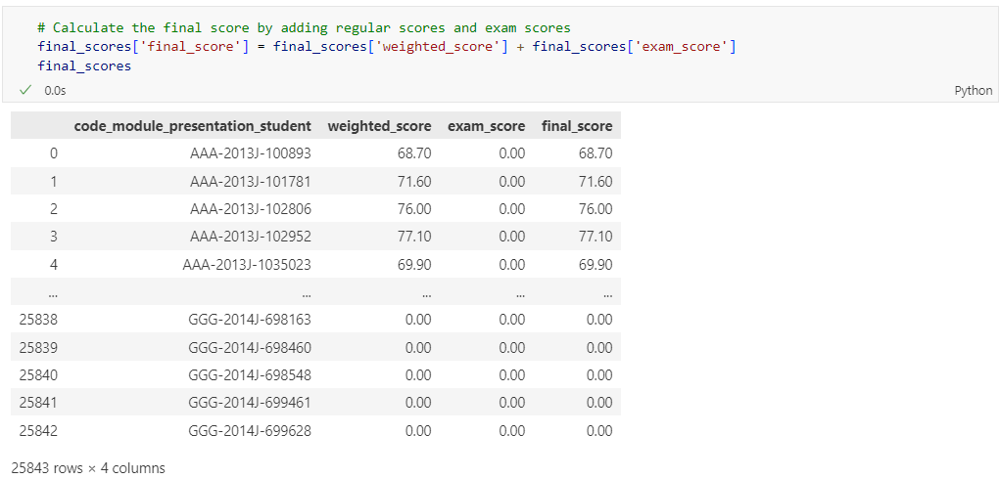 # Calculate the final score by adding regular scores and exam scores
final_scores['final_score'] = final_scores['weighted_score'] + final_scores['exam_score']
final_scores
0.0s Python
code_module_presentation_student weighted_score exam_score final_score
0 AAA-2013J-100893 68.70 0.00 68.70
1 AAA-2013J-101781 71.60 0.00 71.60
2 AAA-2013J-102806 76.00 0.00 76.00
3 AAA-2013J-102952 77.10 0.00 77.10
4 AAA-2013J-1035023 69.90 0.00 69.90
... ... ... ... ...
25838 GGG-2014J-698163 0.00 0.00 0.00
25839 GGG-2014J-698460 0.00 0.00 0.00
25840 GGG-2014J-698548 0.00 0.00 0.00
25841 GGG-2014J-699461 0.00 0.00 0.00
25842 GGG-2014J-699628 0.00 0.00 0.00
25843 rows × 4 columns